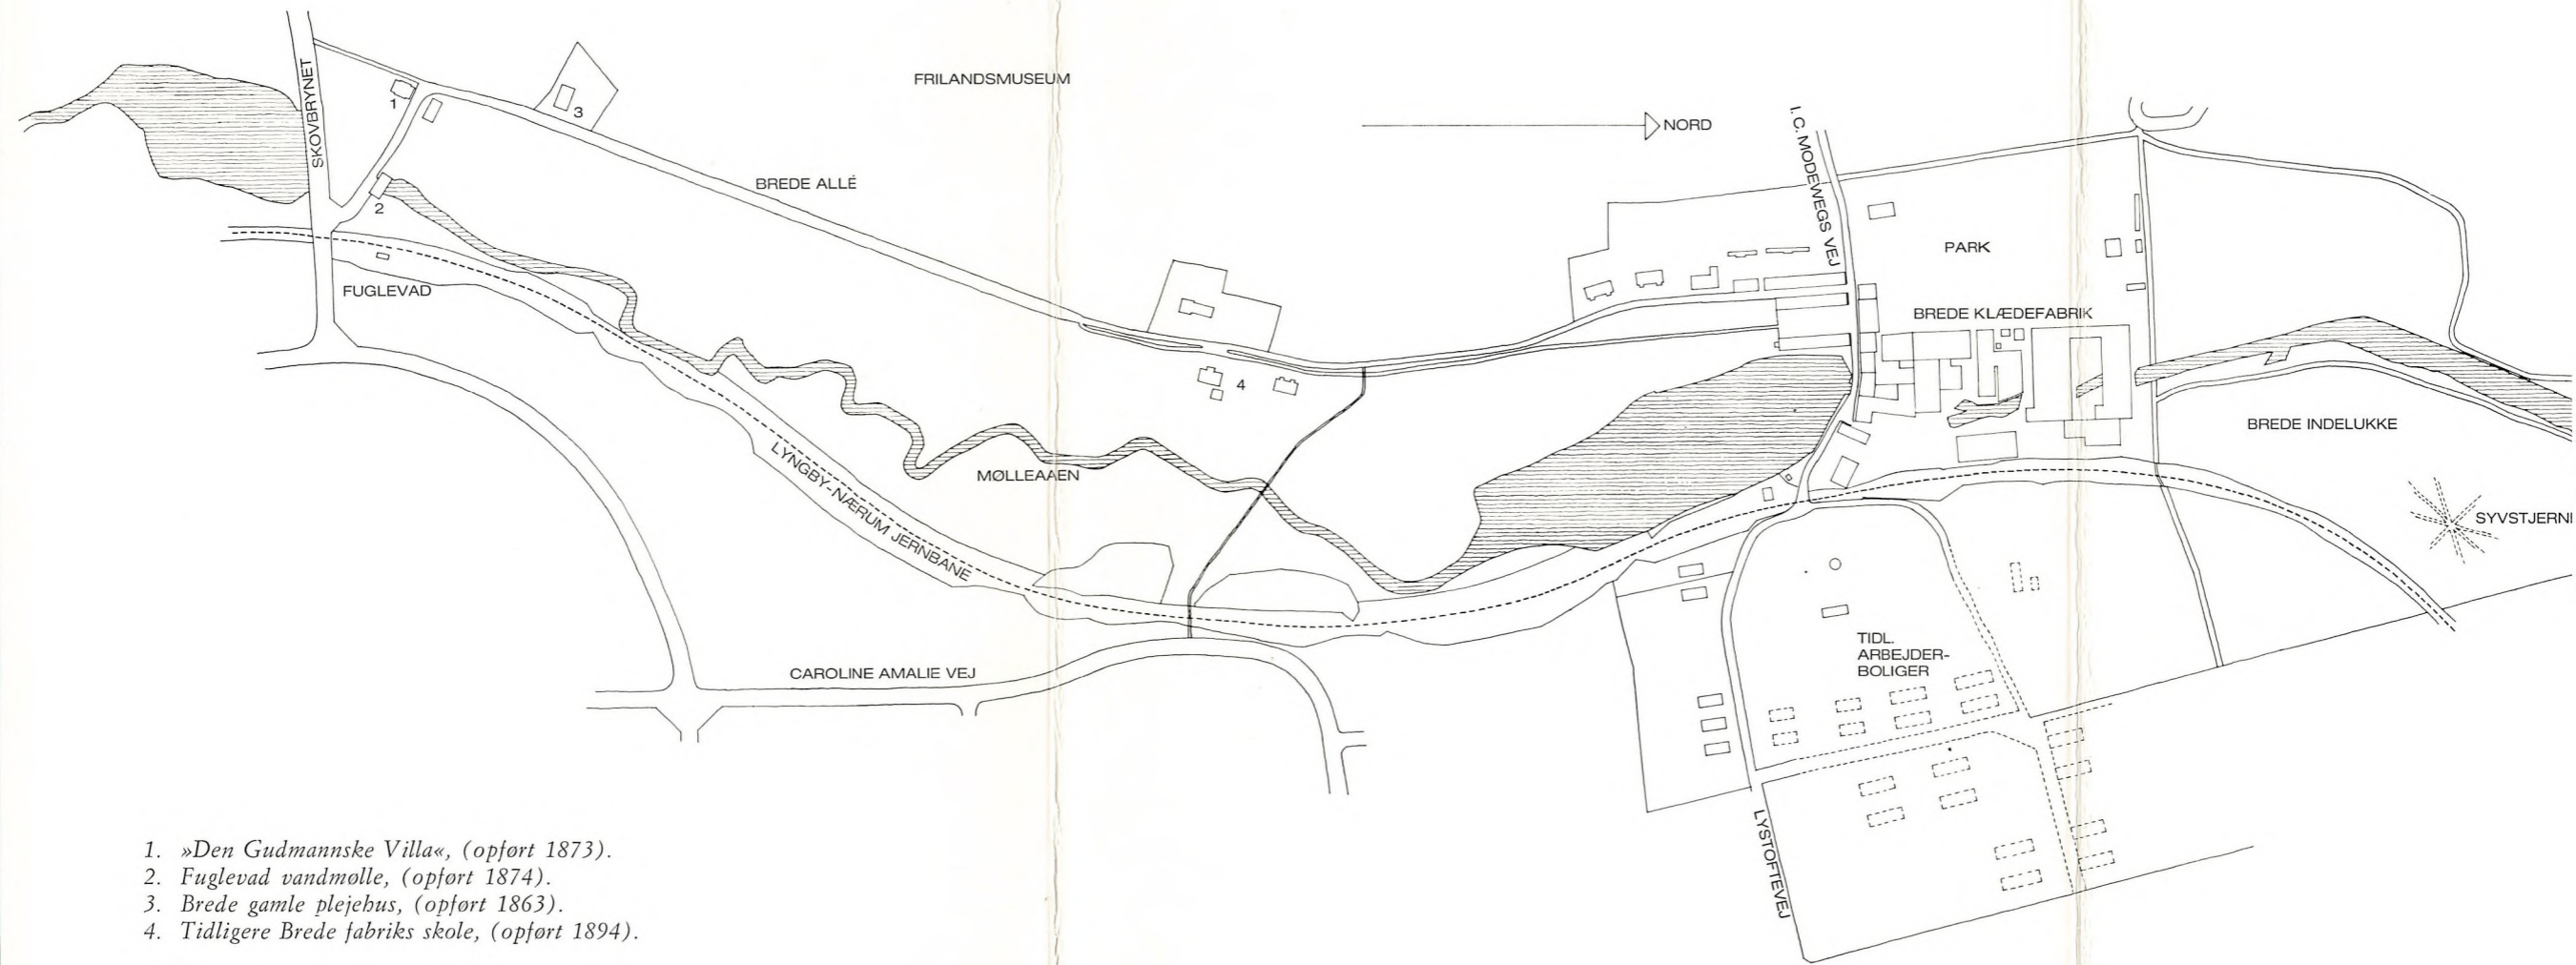 SKOVBRYNET
1
3
FRILANDSMUSEUM
NORD
I. C. MODEWEGS VEJ
BREDE ALLÉ
2
PARK
FUGLEVAD
BREDE KLÆDEFABRIK
4
BREDE INDELUKKE
MØLLEAAEN
LYNGBY-NÆRUM JERNBANE
SYVSTJERN
TIDL.
ARBEJDER-
BOLIGER
CAROLINE AMALIE VEJ
LYSTOFTEVEJ
1. »Den Gudmannske Villa«, (opført 1873).
2. Fuglevad vandmølle, (opført 1874).
3. Brede gamle plejehus, (opført 1863).
4. Tidligere Brede fabriks skole, (opført 1894).